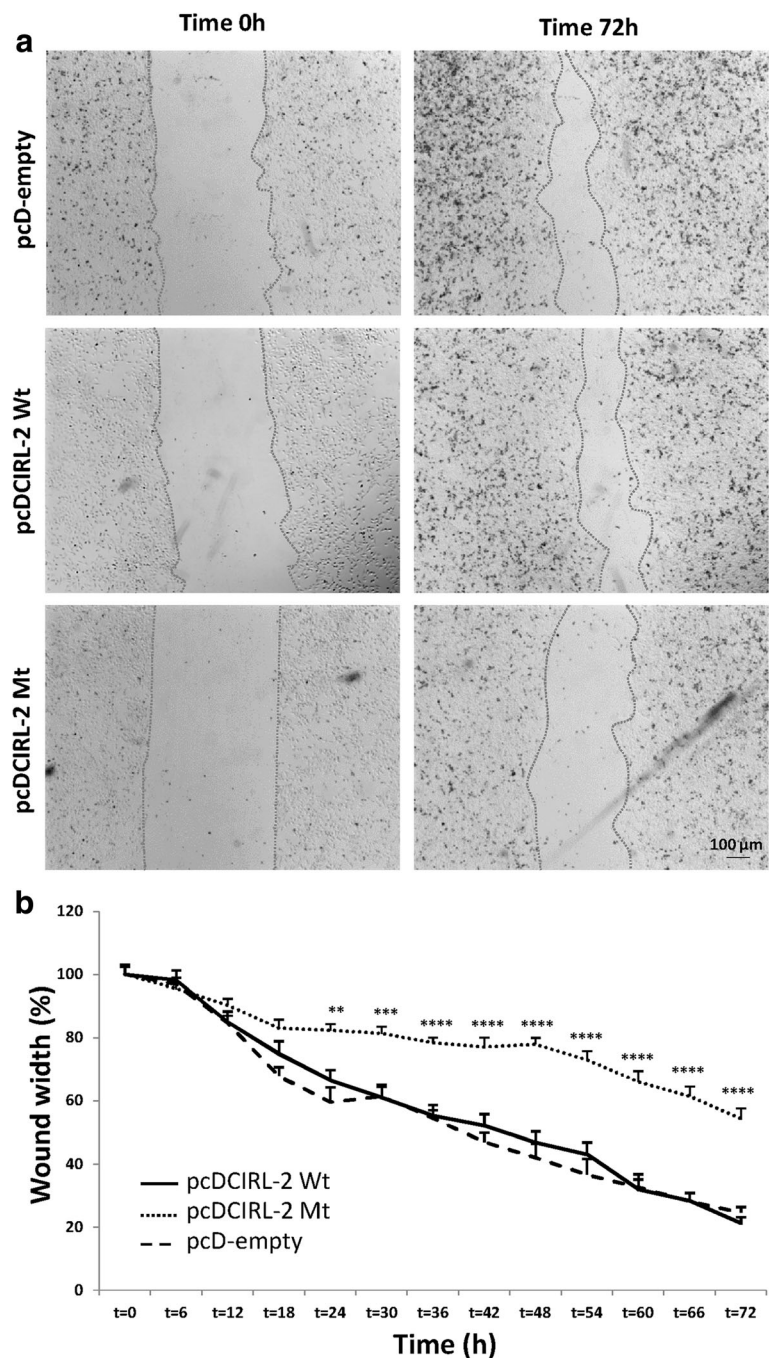 Time 0h Time 72h
a
pcD-empty
pcDCIRL-2 Wt
pcDCIRL-2 Mt
100 µm
b
120
100
80
60
40
20
0
Wound width (%)
** *** **** **** **** **** **** **** ****
pcDCIRL-2 Wt
pcDCIRL-2 Mt
pcD-empty
t=0 t=6 t=12 t=18 t=24 t=30 t=36 t=42 t=48 t=54 t=60 t=66 t=72
Time (h)